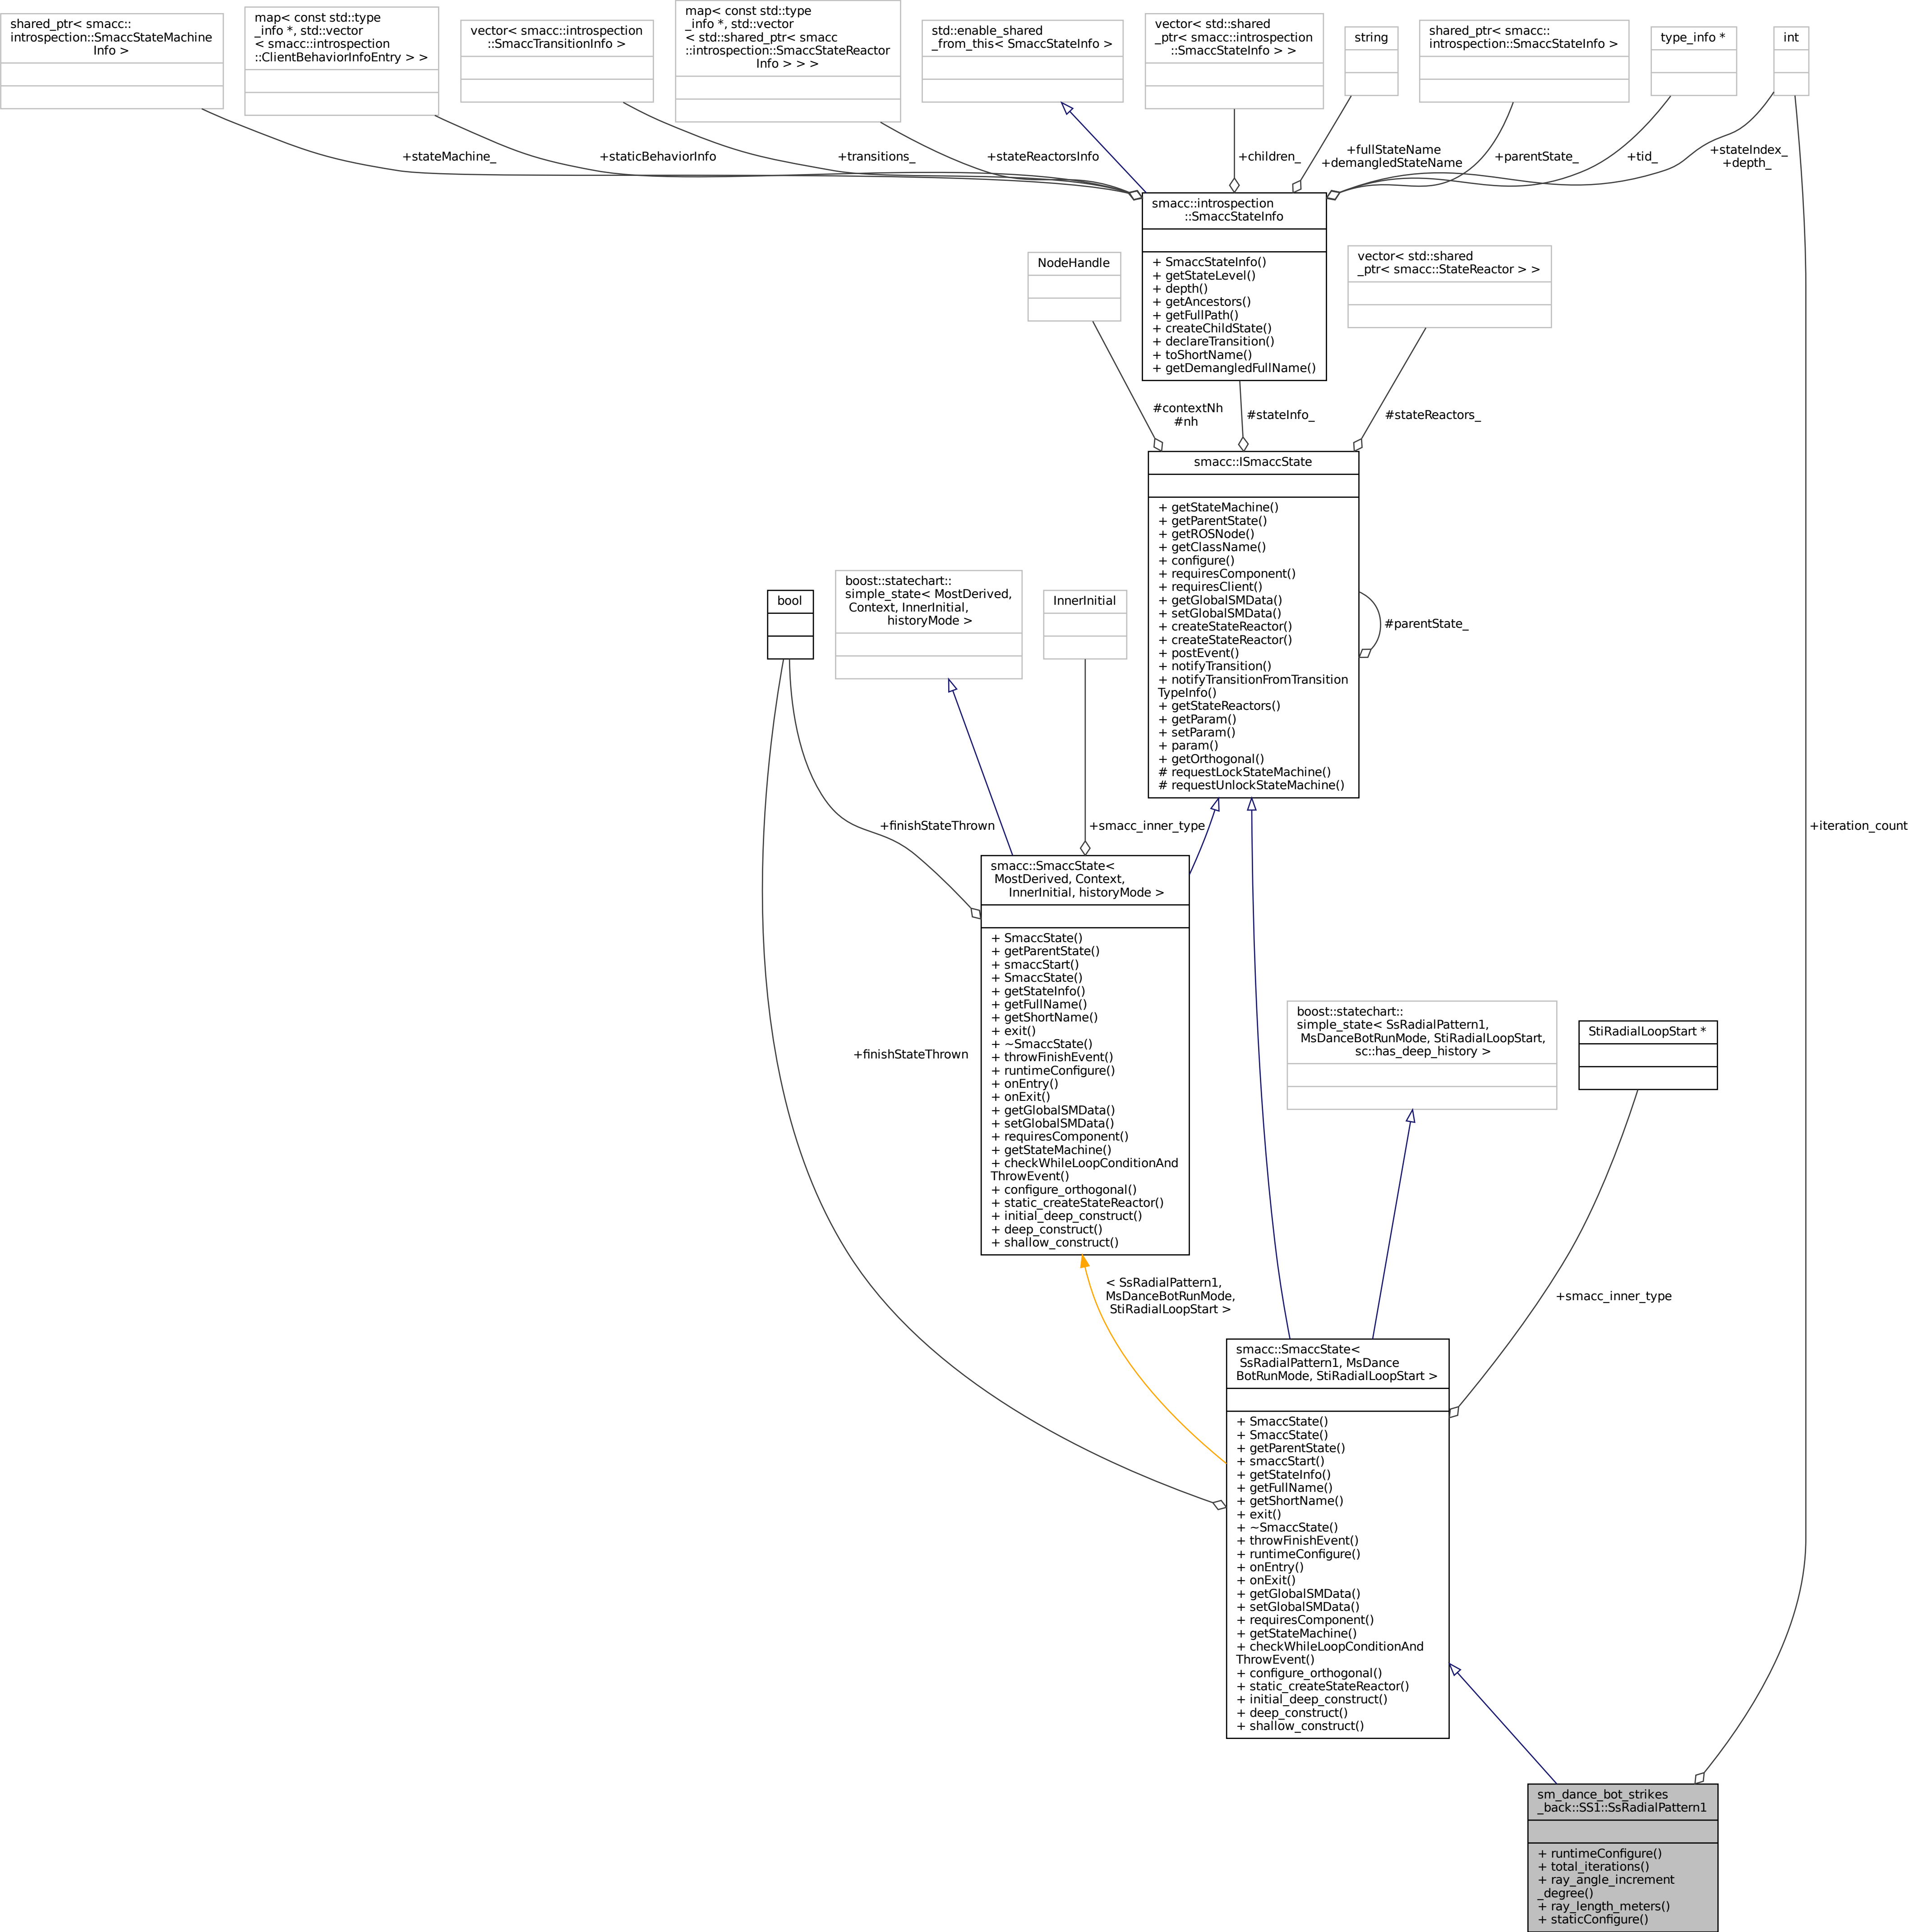 shared_ptr< smacc::
introspection::SmaccStateMachine
Info >
map< const std::type
_info *, std::vector
< smacc::introspection
::ClientBehaviorInfoEntry > >
vector< smacc::introspection
::SmaccTransitionInfo >
map< const std::type
_info *, std::vector
< std::shared_ptr< smacc
::introspection::SmaccStateReactor
Info > > >
std::enable_shared
_from_this< SmaccStateInfo >
vector< std::shared
_ptr< smacc::introspection
::SmaccStateInfo > >
string
shared_ptr< smacc::
introspection::SmaccStateInfo >
type_info *
int
+stateMachine_
+staticBehaviorInfo
+transitions_
+stateReactorsInfo
+children_
+fullStateName
+demangledStateName
+parentState_
+tid_
+stateIndex_
+depth_
smacc::introspection
::SmaccStateInfo
+ SmaccStateInfo()
+ getStateLevel()
+ depth()
+ getAncestors()
+ getFullPath()
+ createChildState()
+ declareTransition()
+ toShortName()
+ getDemangledFullName()
NodeHandle
vector< std::shared
_ptr< smacc::StateReactor > >
#contextNh
#nh
#stateInfo_
#stateReactors_
smacc::ISmaccState
+ getStateMachine()
+ getParentState()
+ getROSNode()
+ getClassName()
+ configure()
+ requiresComponent()
+ requiresClient()
+ getGlobalSMData()
+ setGlobalSMData()
+ createStateReactor()
+ createStateReactor()
+ postEvent()
+ notifyTransition()
+ notifyTransitionFromTransition
TypeInfo()
+ getStateReactors()
+ getParam()
+ setParam()
+ param()
+ getOrthogonal()
# requestLockStateMachine()
# requestUnlockStateMachine()
#parentState_
bool
boost::statechart::
simple_state< MostDerived,
Context, InnerInitial,
historyMode >
InnerInitial
+finishStateThrown
+smacc_inner_type
+iteration_count
smacc::SmaccState<
MostDerived, Context,
InnerInitial, historyMode >
+ SmaccState()
+ getParentState()
+ smaccStart()
+ SmaccState()
+ getStateInfo()
+ getFullName()
+ getShortName()
+ exit()
+ ~SmaccState()
+ throwFinishEvent()
+ runtimeConfigure()
+ onEntry()
+ onExit()
+ getGlobalSMData()
+ setGlobalSMData()
+ requiresComponent()
+ getStateMachine()
+ checkWhileLoopConditionAnd
ThrowEvent()
+ configure_orthogonal()
+ static_createStateReactor()
+ initial_deep_construct()
+ deep_construct()
+ shallow_construct()
+finishStateThrown
boost::statechart::
simple_state< SsRadialPattern1,
MsDanceBotRunMode, StiRadialLoopStart,
sc::has_deep_history >
StiRadialLoopStart *
< SsRadialPattern1,
MsDanceBotRunMode,
StiRadialLoopStart >
+smacc_inner_type
smacc::SmaccState<
SsRadialPattern1, MsDance
BotRunMode, StiRadialLoopStart >
+ SmaccState()
+ SmaccState()
+ getParentState()
+ smaccStart()
+ getStateInfo()
+ getFullName()
+ getShortName()
+ exit()
+ ~SmaccState()
+ throwFinishEvent()
+ runtimeConfigure()
+ onEntry()
+ onExit()
+ getGlobalSMData()
+ setGlobalSMData()
+ requiresComponent()
+ getStateMachine()
+ checkWhileLoopConditionAnd
ThrowEvent()
+ configure_orthogonal()
+ static_createStateReactor()
+ initial_deep_construct()
+ deep_construct()
+ shallow_construct()
sm_dance_bot_strikes
_back::SS1::SsRadialPattern1
+ runtimeConfigure()
+ total_iterations()
+ ray_angle_increment
_degree()
+ ray_length_meters()
+ staticConfigure()